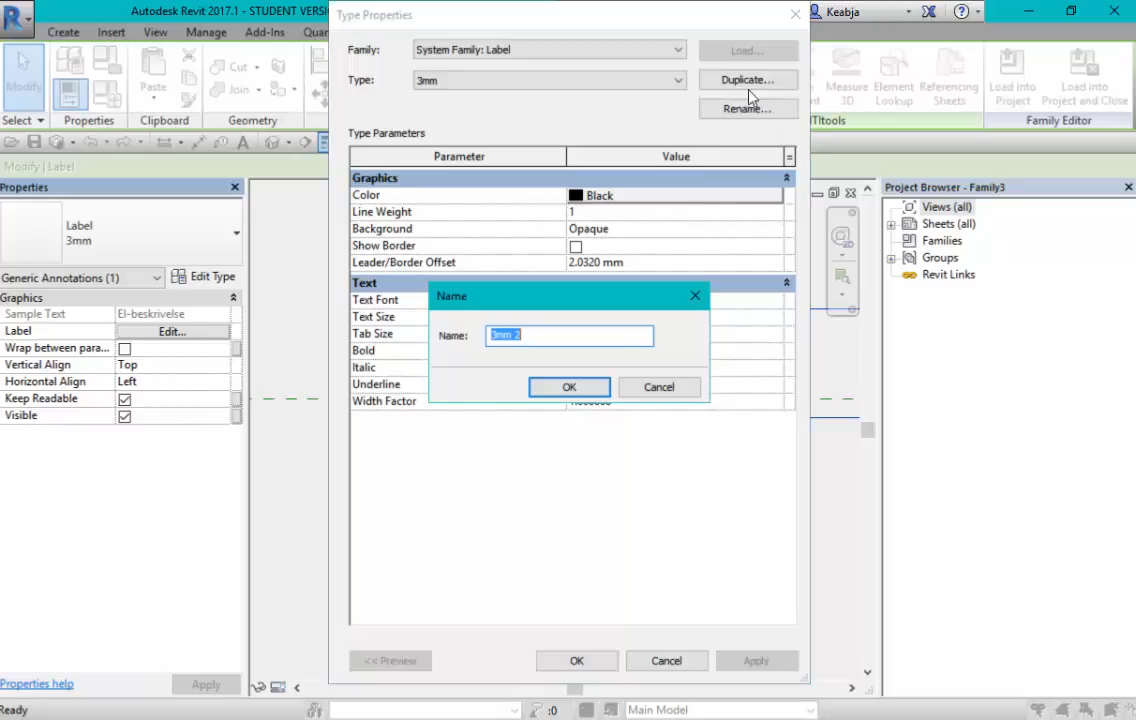 Autodesk Revit 2017.1 - STUDENT VERSI
Type Properties
Keabja
Create Insert View Manage Add-Ins Quar
Family: System Family: Label Load...
Type: 3mm Duplicate...
Rename...
Modify
Cut
Paste
Join
Measure 3D
Element Lookup
Referencing Sheets
Load into Project
Load into Project and Close
Select Properties Clipboard Geometry
TItools Family Editor
Type Parameters
Parameter Value =
Modify | Label
Graphics
Color Black
Line Weight 1
Background Opaque
Show Border
Leader/Border Offset 2.0320 mm
Text
Text Font
Text Size
Tab Size
Bold
Italic
Underline
Width Factor
Name
Name: 3mm 2
OK Cancel
<< Preview OK Cancel Apply
Properties
Label
3mm
Generic Annotations (1) Edit Type
Graphics
Sample Text El-beskrivelse
Label Edit...
Wrap between para...
Vertical Align Top
Horizontal Align Left
Keep Readable
Visible
Properties help Apply
Project Browser - Family3
Views (all)
Sheets (all)
Families
Groups
Revit Links
Ready :0 Main Model